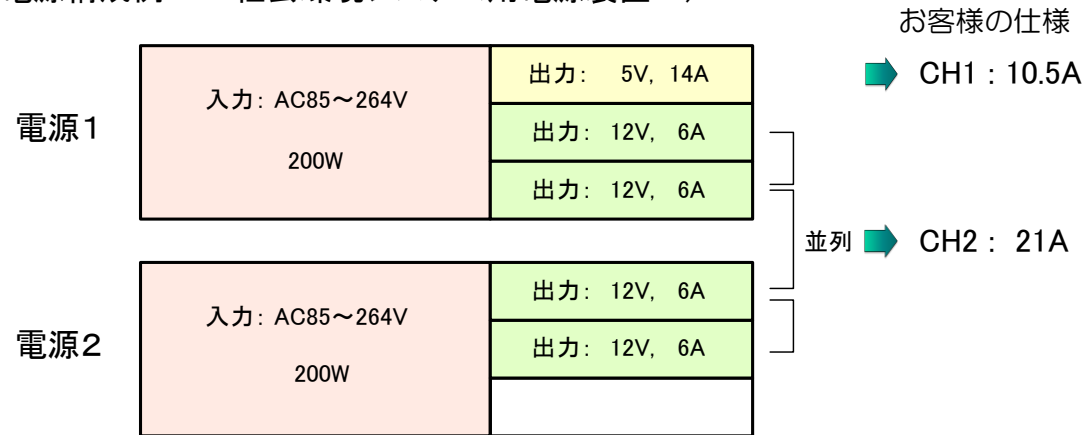 お客様の仕様
電源1
入力: AC85～264V
200W
出力: 5V, 14A
出力: 12V, 6A
出力: 12V, 6A
CH1 : 10.5A
並列
CH2 : 21A
電源2
入力: AC85～264V
200W
出力: 12V, 6A
出力: 12V, 6A